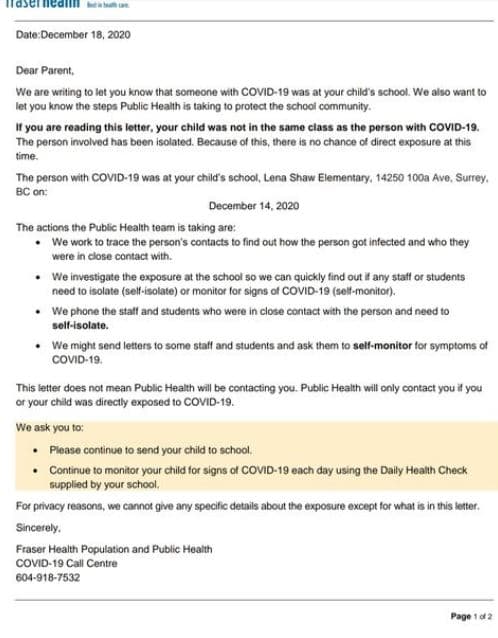 fraserhealth Best in health care.
Date:December 18, 2020
Dear Parent,
We are writing to let you know that someone with COVID-19 was at your child's school. We also want to
let you know the steps Public Health is taking to protect the school community.
If you are reading this letter, your child was not in the same class as the person with COVID-19.
The person involved has been isolated. Because of this, there is no chance of direct exposure at this
time.
The person with COVID-19 was at your child's school, Lena Shaw Elementary, 14250 100a Ave, Surrey,
BC on:
December 14, 2020
The actions the Public Health team is taking are:
• We work to trace the person's contacts to find out how the person got infected and who they
were in close contact with.
• We investigate the exposure at the school so we can quickly find out if any staff or students
need to isolate (self-isolate) or monitor for signs of COVID-19 (self-monitor).
• We phone the staff and students who were in close contact with the person and need to
self-isolate.
• We might send letters to some staff and students and ask them to self-monitor for symptoms of
COVID-19.
This letter does not mean Public Health will be contacting you. Public Health will only contact you if you
or your child was directly exposed to COVID-19.
We ask you to:
• Please continue to send your child to school.
• Continue to monitor your child for signs of COVID-19 each day using the Daily Health Check
supplied by your school.
For privacy reasons, we cannot give any specific details about the exposure except for what is in this letter.
Sincerely,
Fraser Health Population and Public Health
COVID-19 Call Centre
604-918-7532
Page 1 of 2